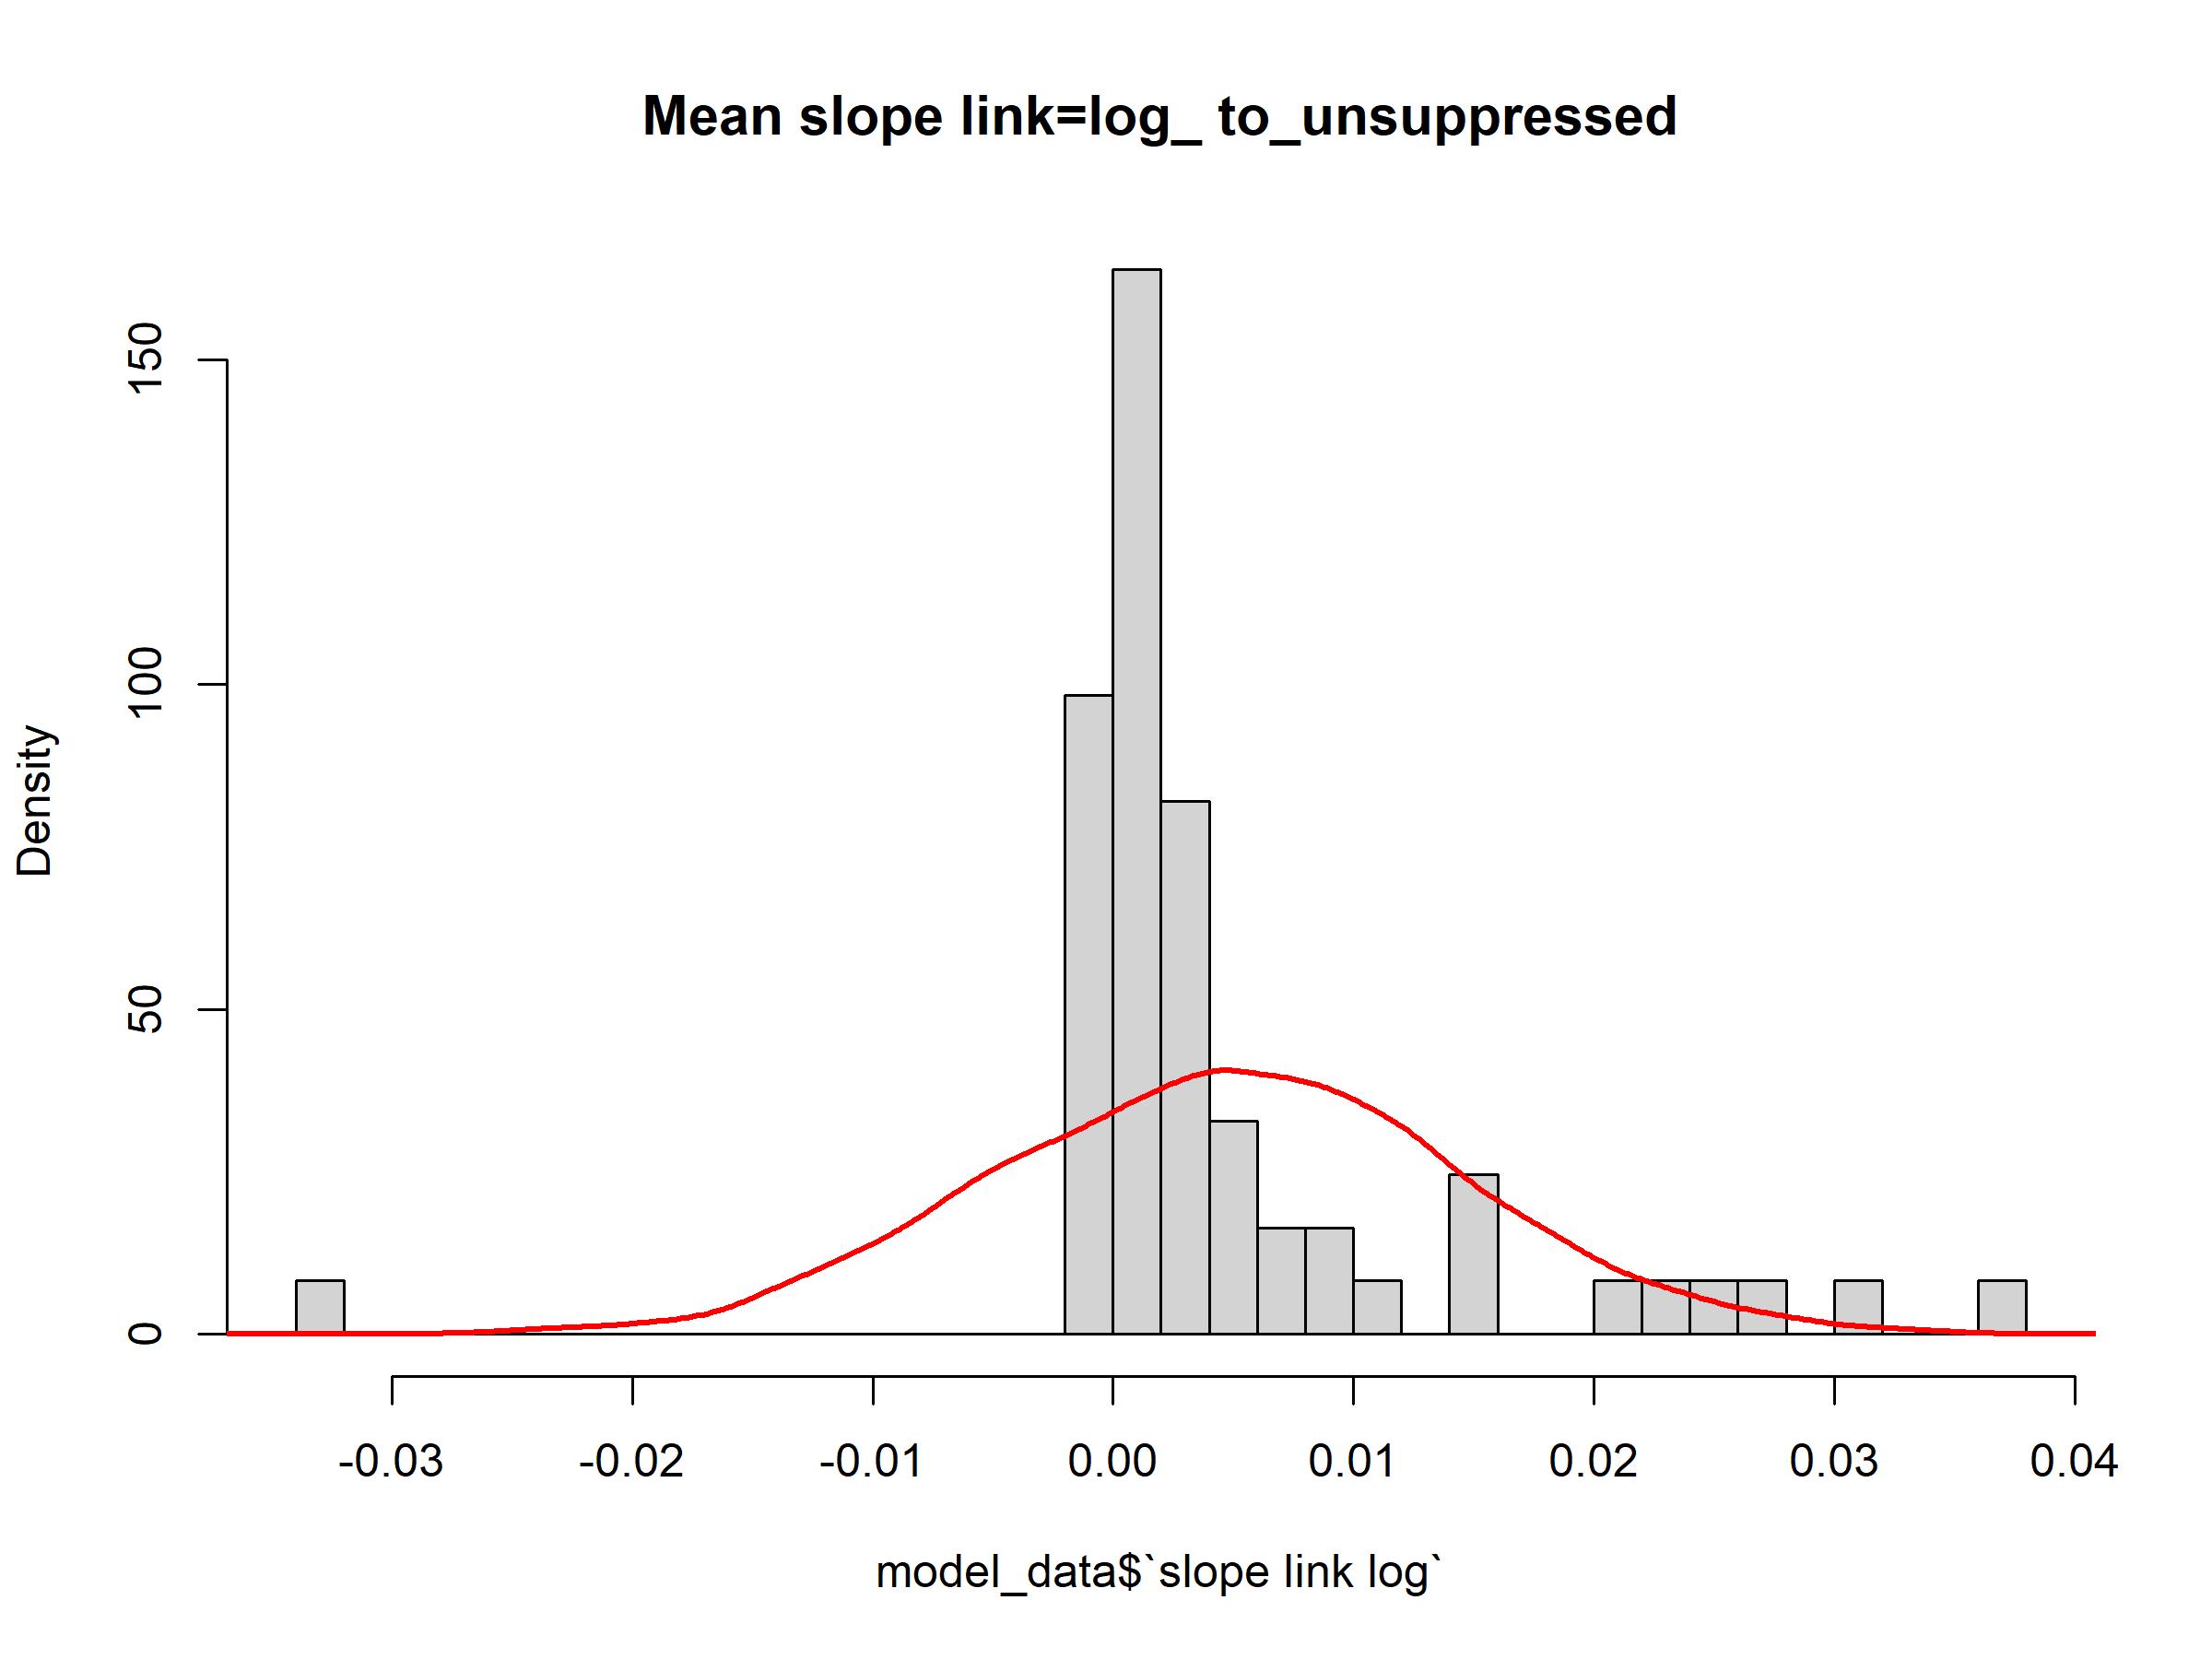 Mean slope link=log_ to_unsuppressed
Density
150
100
50
0
-0.03 -0.02 -0.01 0.00 0.01 0.02 0.03 0.04
model_data$`slope link log`